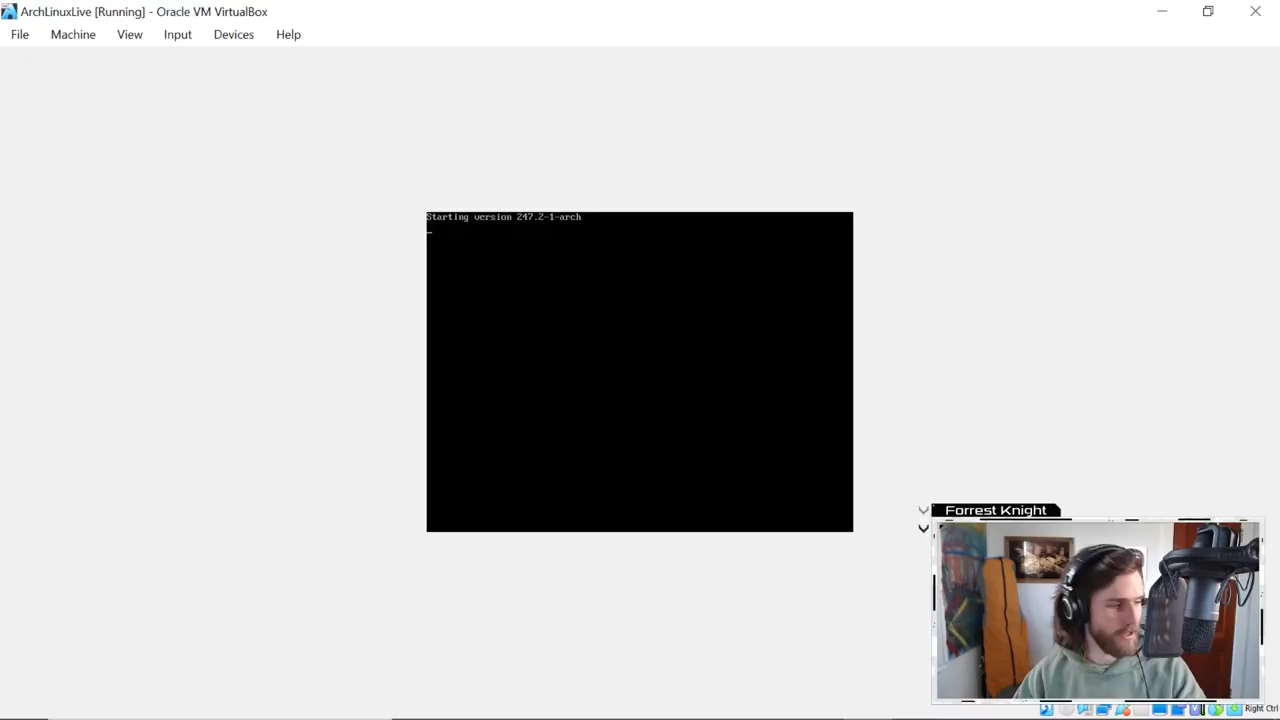 ArchLinuxLive [Running] - Oracle VM VirtualBox
File Machine View Input Devices Help
Starting version 247.2-1-arch
Forrest Knight
Right Ctrl